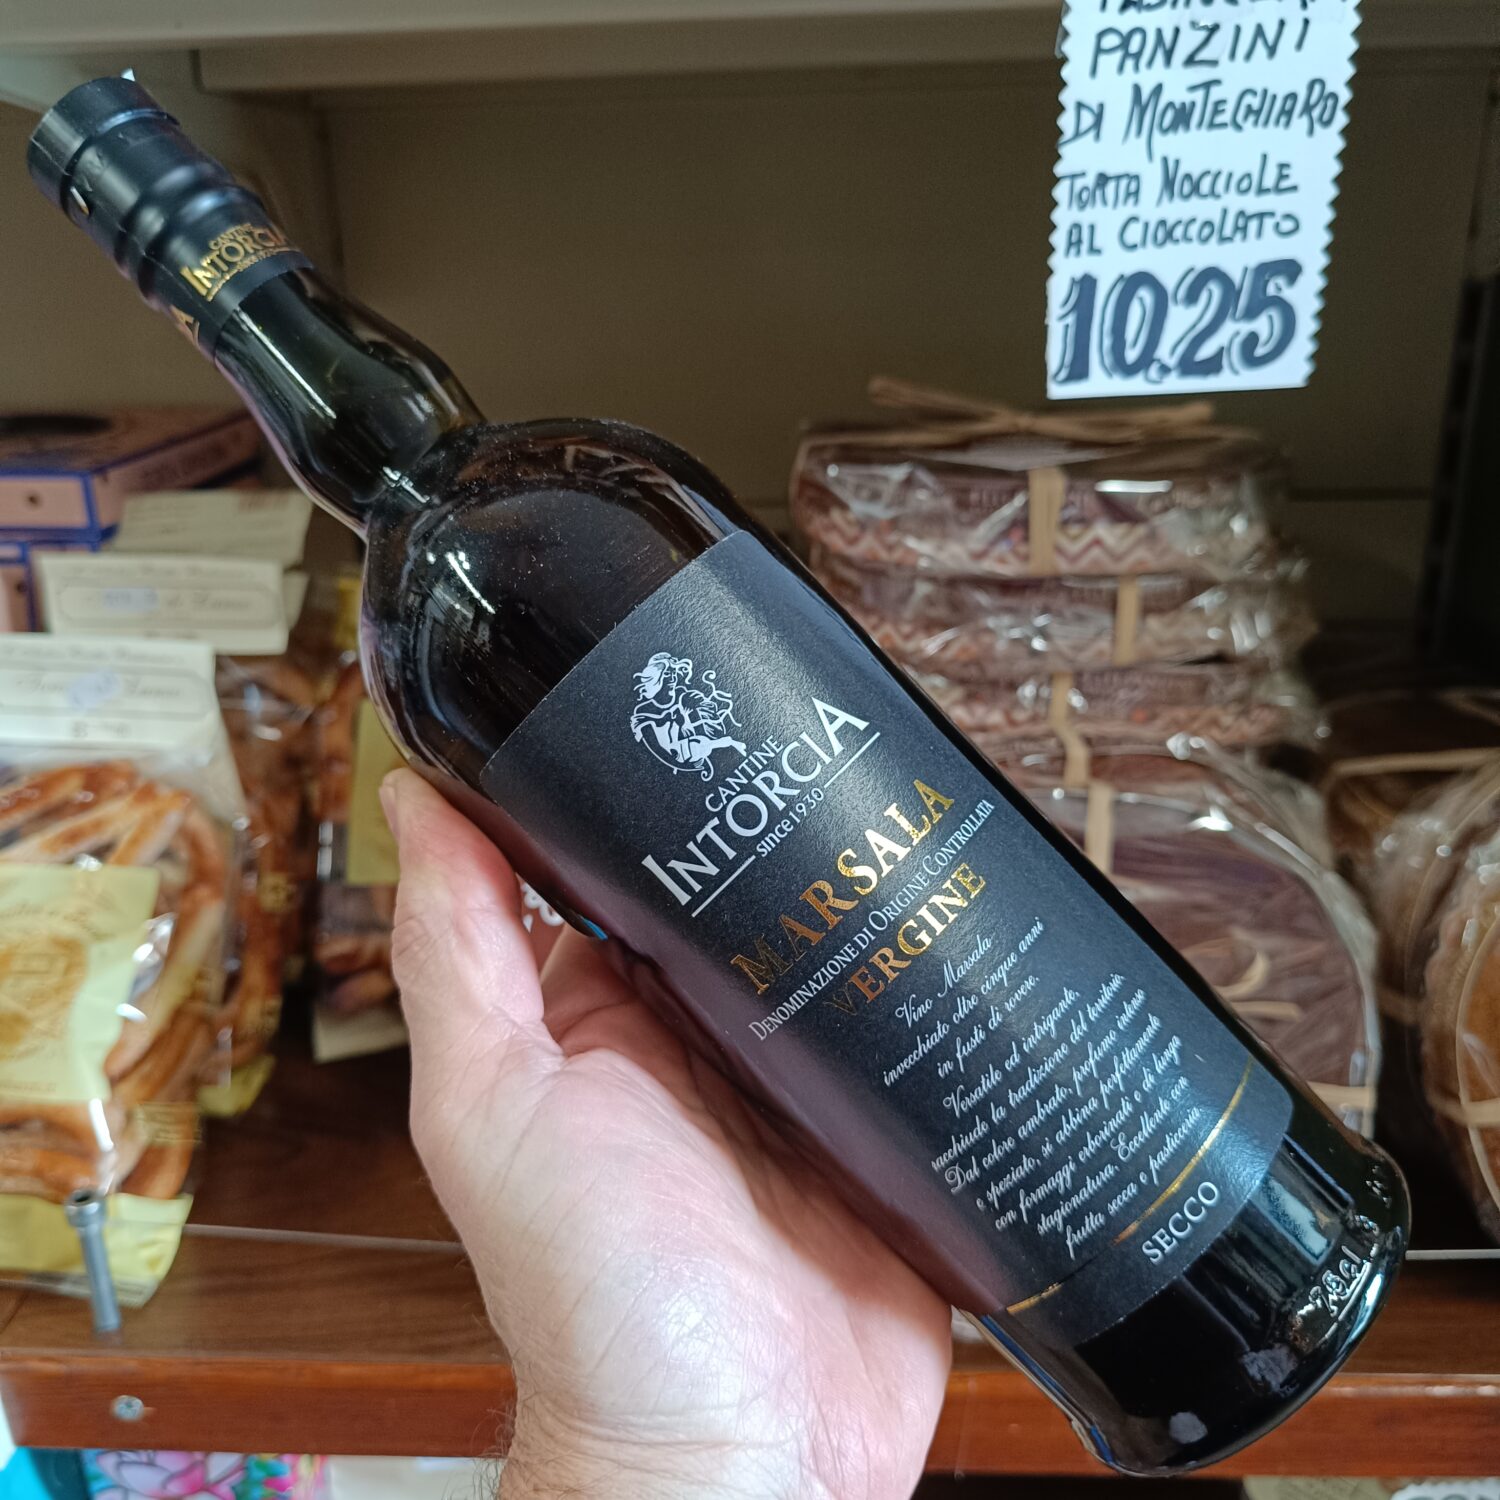 PANZINI
DI MONTECHIARO
TORTA NOCCIOLE
AL CIOCCOLATO
10.25
CANTINE
INTORCIA
CANTINE
INTORCIA
since 1930
MARSALA
DENOMINAZIONE DI ORIGINE CONTROLLATA
VERGINE
Vino Marsala
invecchiato oltre cinque anni
in fusti di rovere.
Versatile ed intrigante,
racchiude la tradizione del territorio.
Dal colore ambrato, profumo intenso
e speziato, si abbina perfettamente
con formaggi erborinati e di lunga
stagionatura. Eccellente con
frutta secca e pasticceria.
SECCO
75cl